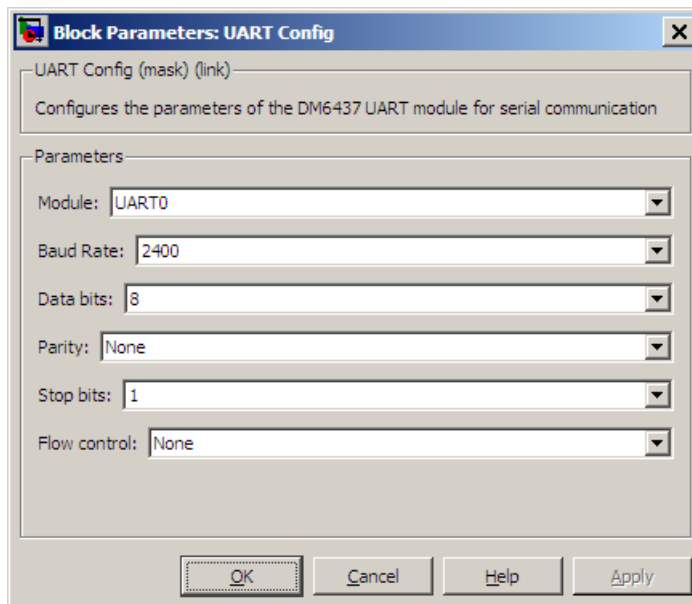 Block Parameters: UART Config
UART Config (mask) (link)
Configures the parameters of the DM6437 UART module for serial communication
Parameters
Module: UART0
Baud Rate: 2400
Data bits: 8
Parity: None
Stop bits: 1
Flow control: None
OK Cancel Help Apply